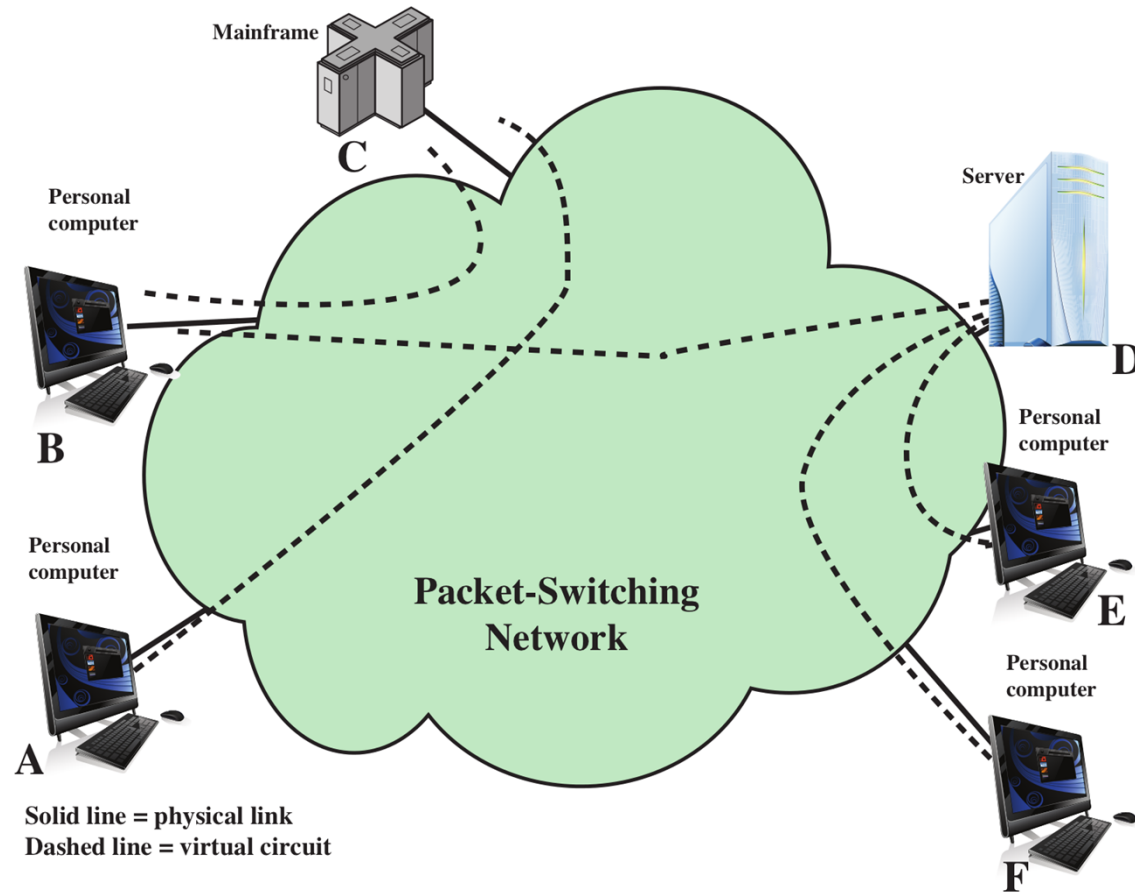 Mainframe
C
Server
D
Personal
computer
B
Personal
computer
E
Personal
computer
A
Packet-Switching
Network
Personal
computer
F
Solid line = physical link
Dashed line = virtual circuit